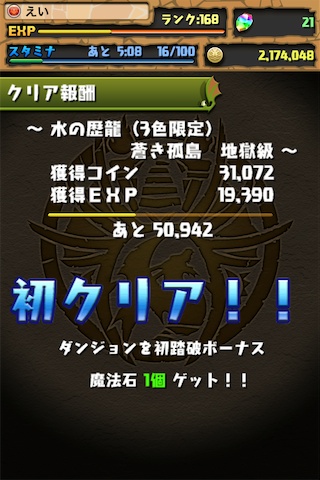 えい
ランク:168
21
EXP
スタミナ あと 5:08 16/100
2,174,048
クリア報酬
～ 水の歴龍（3色限定）
蒼き孤島 地獄級 ～
獲得コイン 31,072
獲得EXP 19,390
あと 50,942
初クリア！！
ダンジョンを初踏破ボーナス
魔法石 1個 ゲット！！